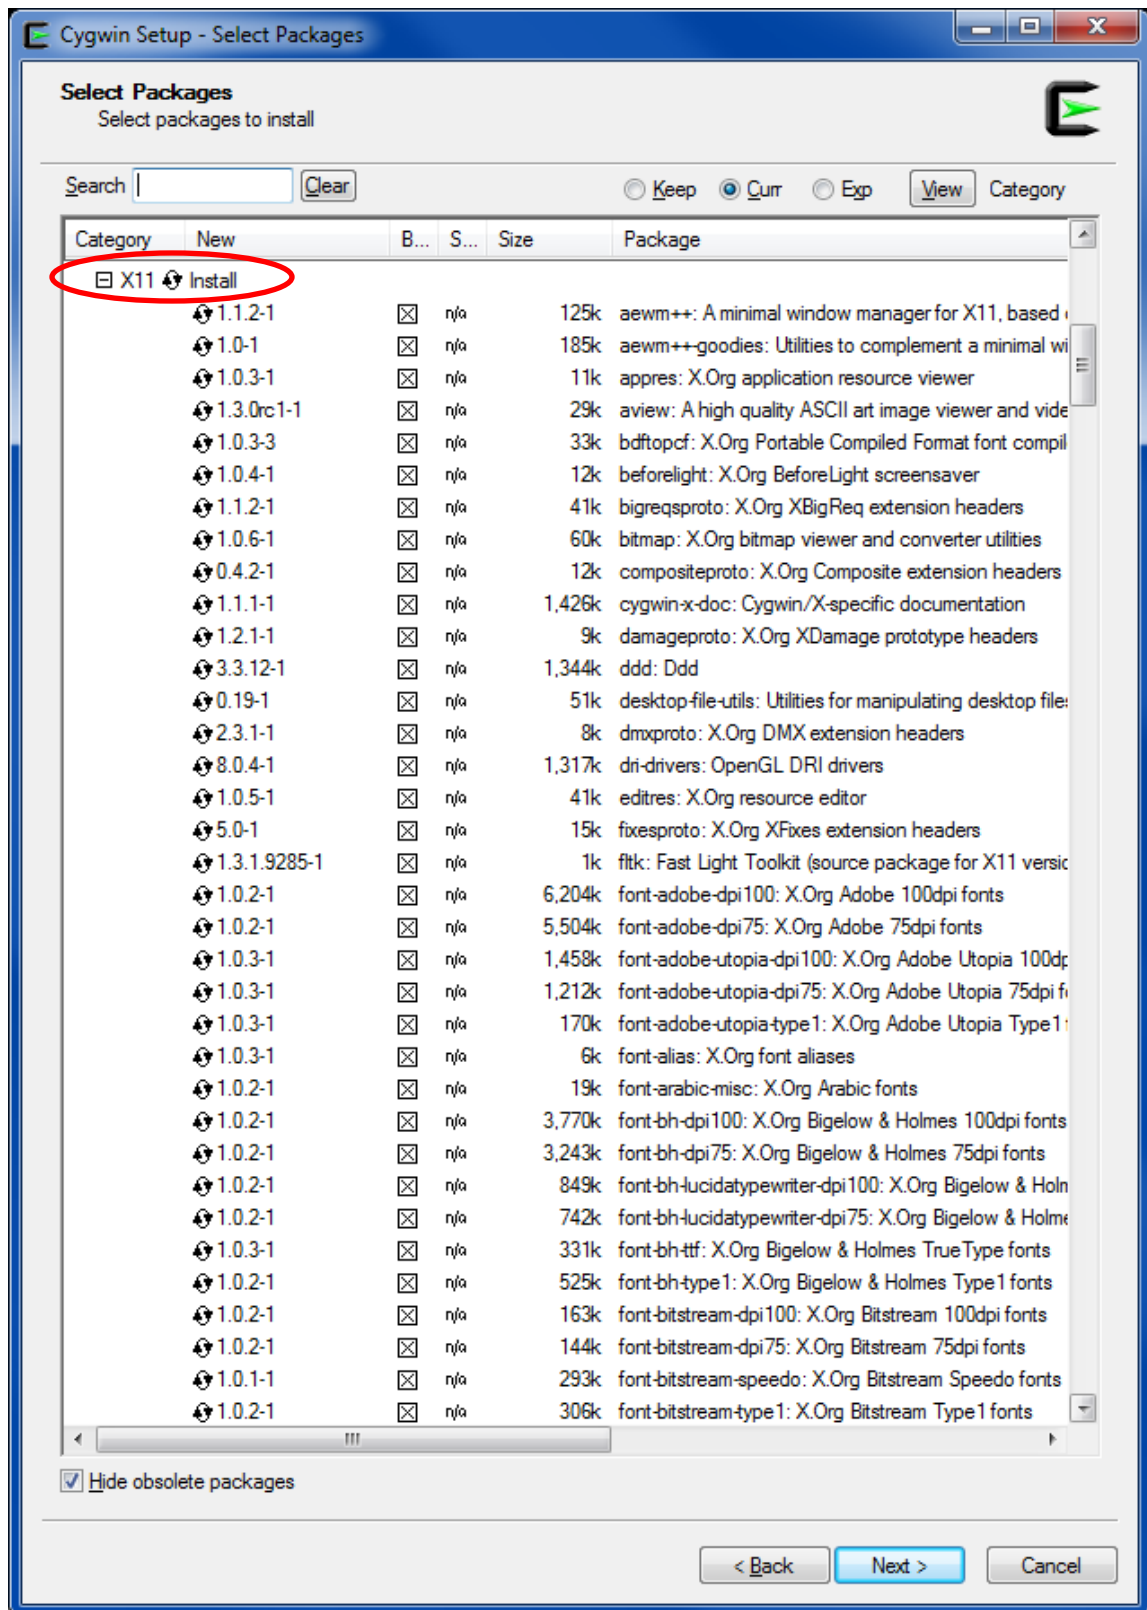 Cygwin Setup - Select Packages
Select Packages
Select packages to install
Search Clear Keep Curr Exp View Category
Category New B... S... Size Package
X11 Install
1.1.2-1 n/a 125k aewm++: A minimal window manager for X11, based
1.0-1 n/a 185k aewm++-goodies: Utilities to complement a minimal wi
1.0.3-1 n/a 11k appres: X.Org application resource viewer
1.3.0rc1-1 n/a 29k aview: A high quality ASCII art image viewer and vide
1.0.3-3 n/a 33k bdftopcf: X.Org Portable Compiled Format font compil
1.0.4-1 n/a 12k beforelight: X.Org BeforeLight screensaver
1.1.2-1 n/a 41k bigreqsproto: X.Org XBigReq extension headers
1.0.6-1 n/a 60k bitmap: X.Org bitmap viewer and converter utilities
0.4.2-1 n/a 12k compositeproto: X.Org Composite extension headers
1.1.1-1 n/a 1,426k cygwin-x-doc: Cygwin/X-specific documentation
1.2.1-1 n/a 9k damageproto: X.Org XDamage prototype headers
3.3.12-1 n/a 1,344k ddd: Ddd
0.19-1 n/a 51k desktop-file-utils: Utilities for manipulating desktop files
2.3.1-1 n/a 8k dmxproto: X.Org DMX extension headers
8.0.4-1 n/a 1,317k dri-drivers: OpenGL DRI drivers
1.0.5-1 n/a 41k editres: X.Org resource editor
5.0-1 n/a 15k fixesproto: X.Org XFixes extension headers
1.3.1.9285-1 n/a 1k fltk: Fast Light Toolkit (source package for X11 versic
1.0.2-1 n/a 6,204k font-adobe-dpi100: X.Org Adobe 100dpi fonts
1.0.2-1 n/a 5,504k font-adobe-dpi75: X.Org Adobe 75dpi fonts
1.0.3-1 n/a 1,458k font-adobe-utopia-dpi100: X.Org Adobe Utopia 100dp
1.0.3-1 n/a 1,212k font-adobe-utopia-dpi75: X.Org Adobe Utopia 75dpi f
1.0.3-1 n/a 170k font-adobe-utopia-type1: X.Org Adobe Utopia Type1
1.0.3-1 n/a 6k font-alias: X.Org font aliases
1.0.2-1 n/a 19k font-arabic-misc: X.Org Arabic fonts
1.0.2-1 n/a 3,770k font-bh-dpi100: X.Org Bigelow & Holmes 100dpi fonts
1.0.2-1 n/a 3,243k font-bh-dpi75: X.Org Bigelow & Holmes 75dpi fonts
1.0.2-1 n/a 849k font-bh-lucidatypewriter-dpi100: X.Org Bigelow & Holm
1.0.2-1 n/a 742k font-bh-lucidatypewriter-dpi75: X.Org Bigelow & Holme
1.0.3-1 n/a 331k font-bh-ttf: X.Org Bigelow & Holmes TrueType fonts
1.0.2-1 n/a 525k font-bh-type1: X.Org Bigelow & Holmes Type1 fonts
1.0.2-1 n/a 163k font-bitstream-dpi100: X.Org Bitstream 100dpi fonts
1.0.2-1 n/a 144k font-bitstream-dpi75: X.Org Bitstream 75dpi fonts
1.0.1-1 n/a 293k font-bitstream-speedo: X.Org Bitstream Speedo fonts
1.0.2-1 n/a 306k font-bitstream-type1: X.Org Bitstream Type1 fonts
Hide obsolete packages
< Back Next > Cancel